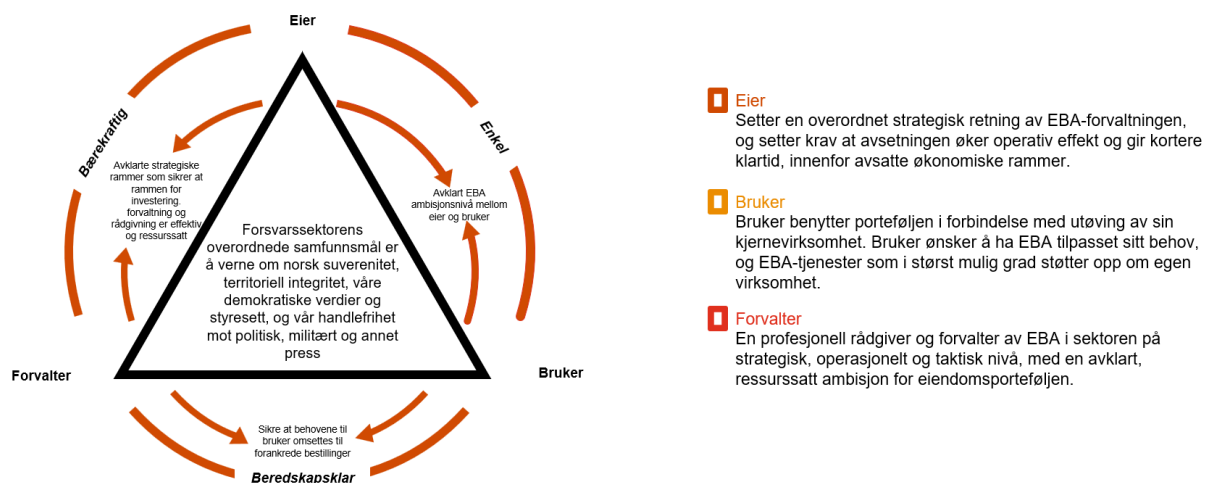 Eier
Bærekraftig
Enkel
Avklarte strategiske
rammer som sikrer at
rammen for
investering.
forvaltning og
rådgivning er effektiv
og ressurssatt
Avklart EBA
ambisjonsnivå mellom
eier og bruker
Forsvarssektorens
overordnede samfunnsmål er
å verne om norsk suverenitet,
territoriell integritet, våre
demokratiske verdier og
styresett, og vår handlefrihet
mot politisk, militært og annet
press
Forvalter
Bruker
Sikre at behovene til
bruker omsettes til
forankrede bestillinger
Beredskapsklar
Eier
Setter en overordnet strategisk retning av EBA-forvaltningen,
og setter krav at avsetningen øker operativ effekt og gir kortere
klartid, innenfor avsatte økonomiske rammer.
Bruker
Bruker benytter porteføljen i forbindelse med utøving av sin
kjernevirksomhet. Bruker ønsker å ha EBA tilpasset sitt behov,
og EBA-tjenester som i størst mulig grad støtter opp om egen
virksomhet.
Forvalter
En profesjonell rådgiver og forvalter av EBA i sektoren på
strategisk, operasjonelt og taktisk nivå, med en avklart,
ressurssatt ambisjon for eiendomsporteføljen.